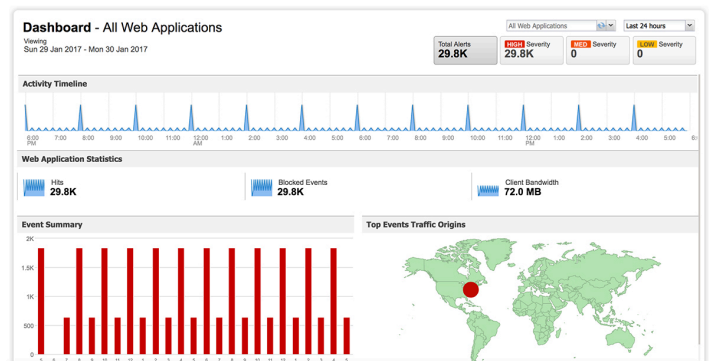 Dashboard - All Web Applications
Viewing
Sun 29 Jan 2017 - Mon 30 Jan 2017
All Web Applications
Last 24 hours
Total Alerts
29.8K
HIGH Severity
29.8K
MED Severity
0
LOW Severity
0
Activity Timeline
6:00 PM 7:00 8:00 9:00 10:00 11:00 12:00 AM 1:00 2:00 3:00 4:00 5:00 6:00 7:00 8:00 9:00 10:00 11:00 12:00 PM 1:00 2:00 3:00 4:00 5:00 6:
Web Application Statistics
Hits
29.8K
Blocked Events
29.8K
Client Bandwidth
72.0 MB
Event Summary
2K
1.5K
1K
500
0
Top Events Traffic Origins